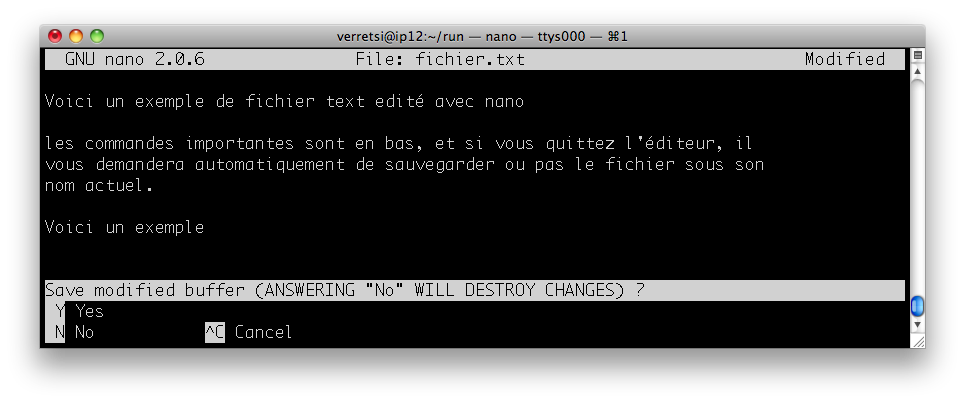 verretsi@ip12:~/run — nano — ttys000 — ⌘1
GNU nano 2.0.6 File: fichier.txt Modified
Voici un exemple de fichier text edité avec nano
les commandes importantes sont en bas, et si vous quittez l'éditeur, il
vous demandera automatiquement de sauvegarder ou pas le fichier sous son
nom actuel.
Voici un exemple
Save modified buffer (ANSWERING "No" WILL DESTROY CHANGES) ?
Y Yes
N No ^C Cancel